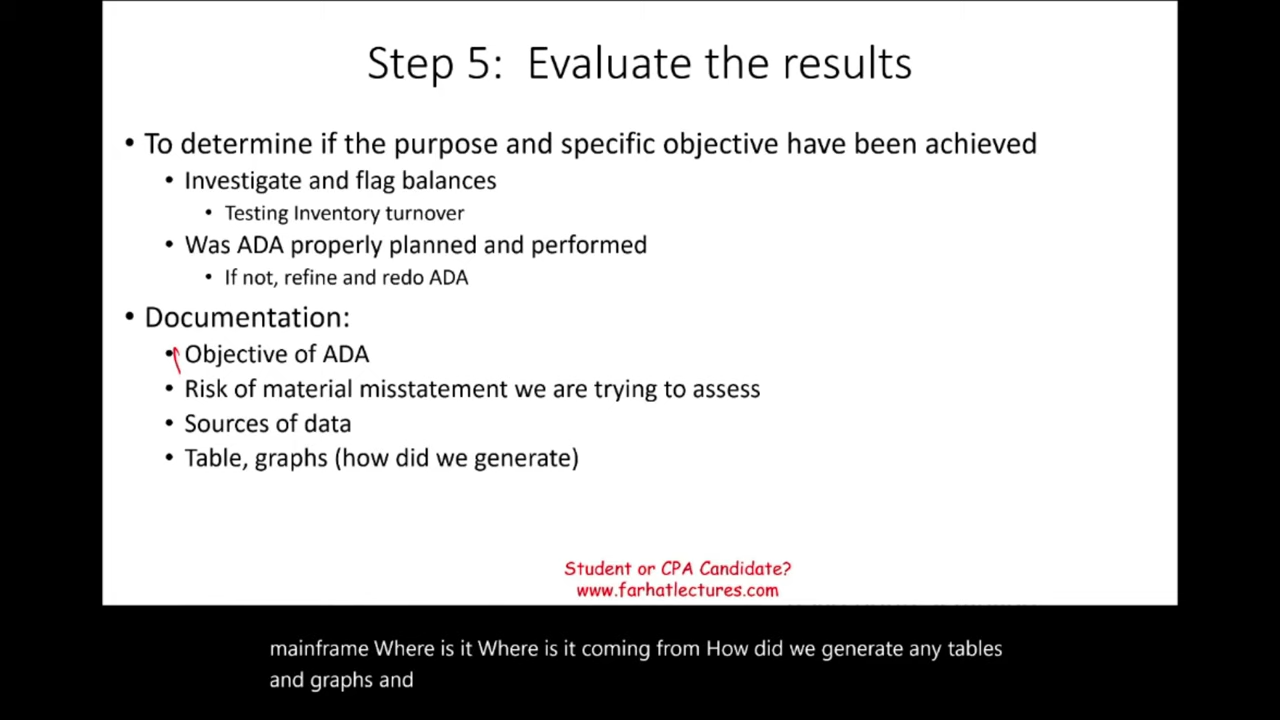 Step 5: Evaluate the results
• To determine if the purpose and specific objective have been achieved
• Investigate and flag balances
• Testing Inventory turnover
• Was ADA properly planned and performed
• If not, refine and redo ADA
• Documentation:
• Objective of ADA
• Risk of material misstatement we are trying to assess
• Sources of data
• Table, graphs (how did we generate)
Student or CPA Candidate?
www.farhatlectures.com
mainframe Where is it Where is it coming from How did we generate any tables
and graphs and